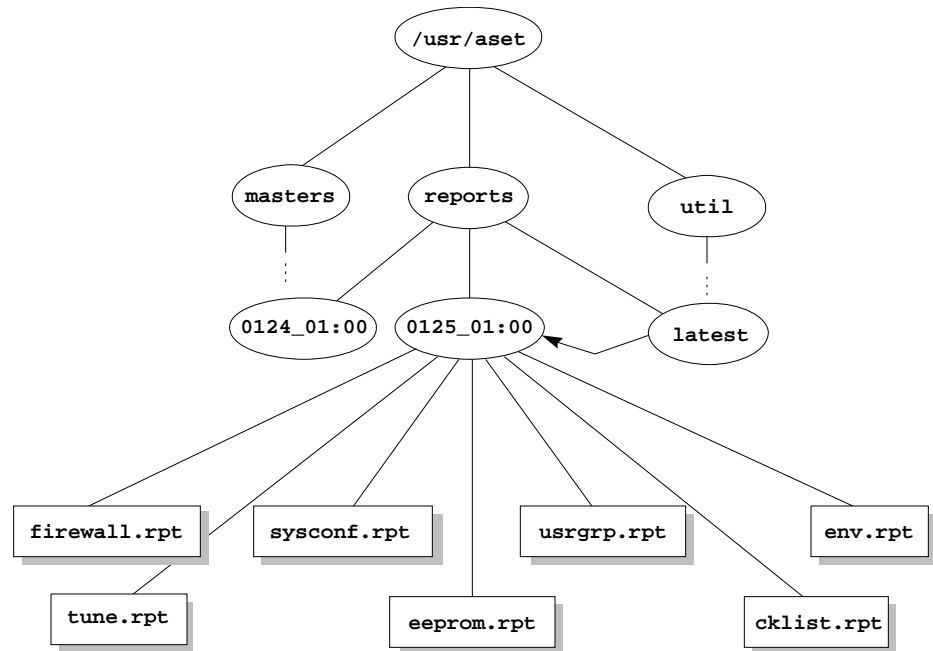 /usr/aset
masters
reports
util
0124_01:00
0125_01:00
latest
firewall.rpt
sysconf.rpt
usrgrp.rpt
env.rpt
tune.rpt
eeprom.rpt
cklist.rpt